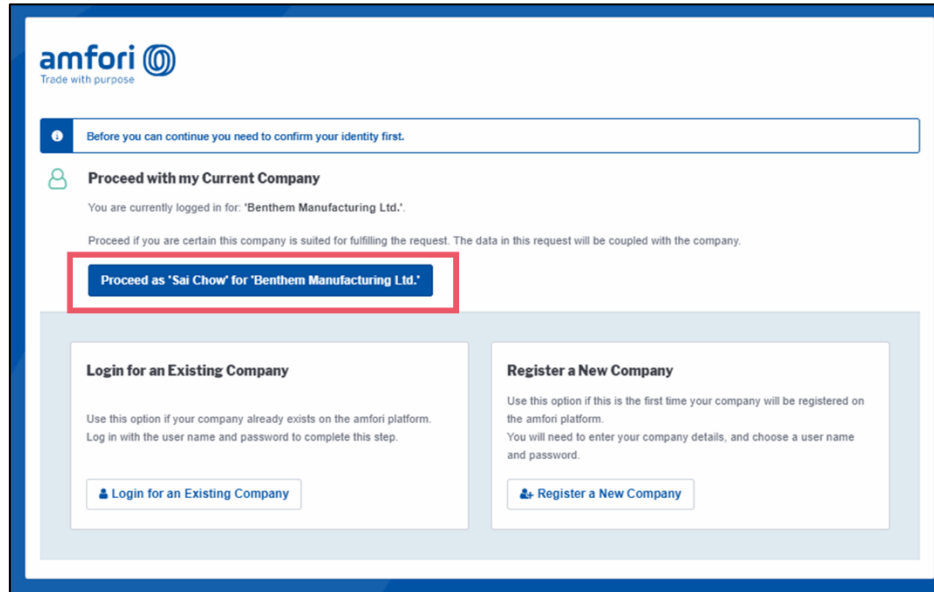 amfori
Trade with purpose
Before you can continue you need to confirm your identity first.
Proceed with my Current Company
You are currently logged in for: 'Benthem Manufacturing Ltd.'.
Proceed if you are certain this company is suited for fulfilling the request. The data in this request will be coupled with the company.
Proceed as 'Sai Chow' for 'Benthem Manufacturing Ltd.'
Login for an Existing Company
Use this option if your company already exists on the amfori platform.
Log in with the user name and password to complete this step.
Login for an Existing Company
Register a New Company
Use this option if this is the first time your company will be registered on
the amfori platform.
You will need to enter your company details, and choose a user name
and password.
Register a New Company